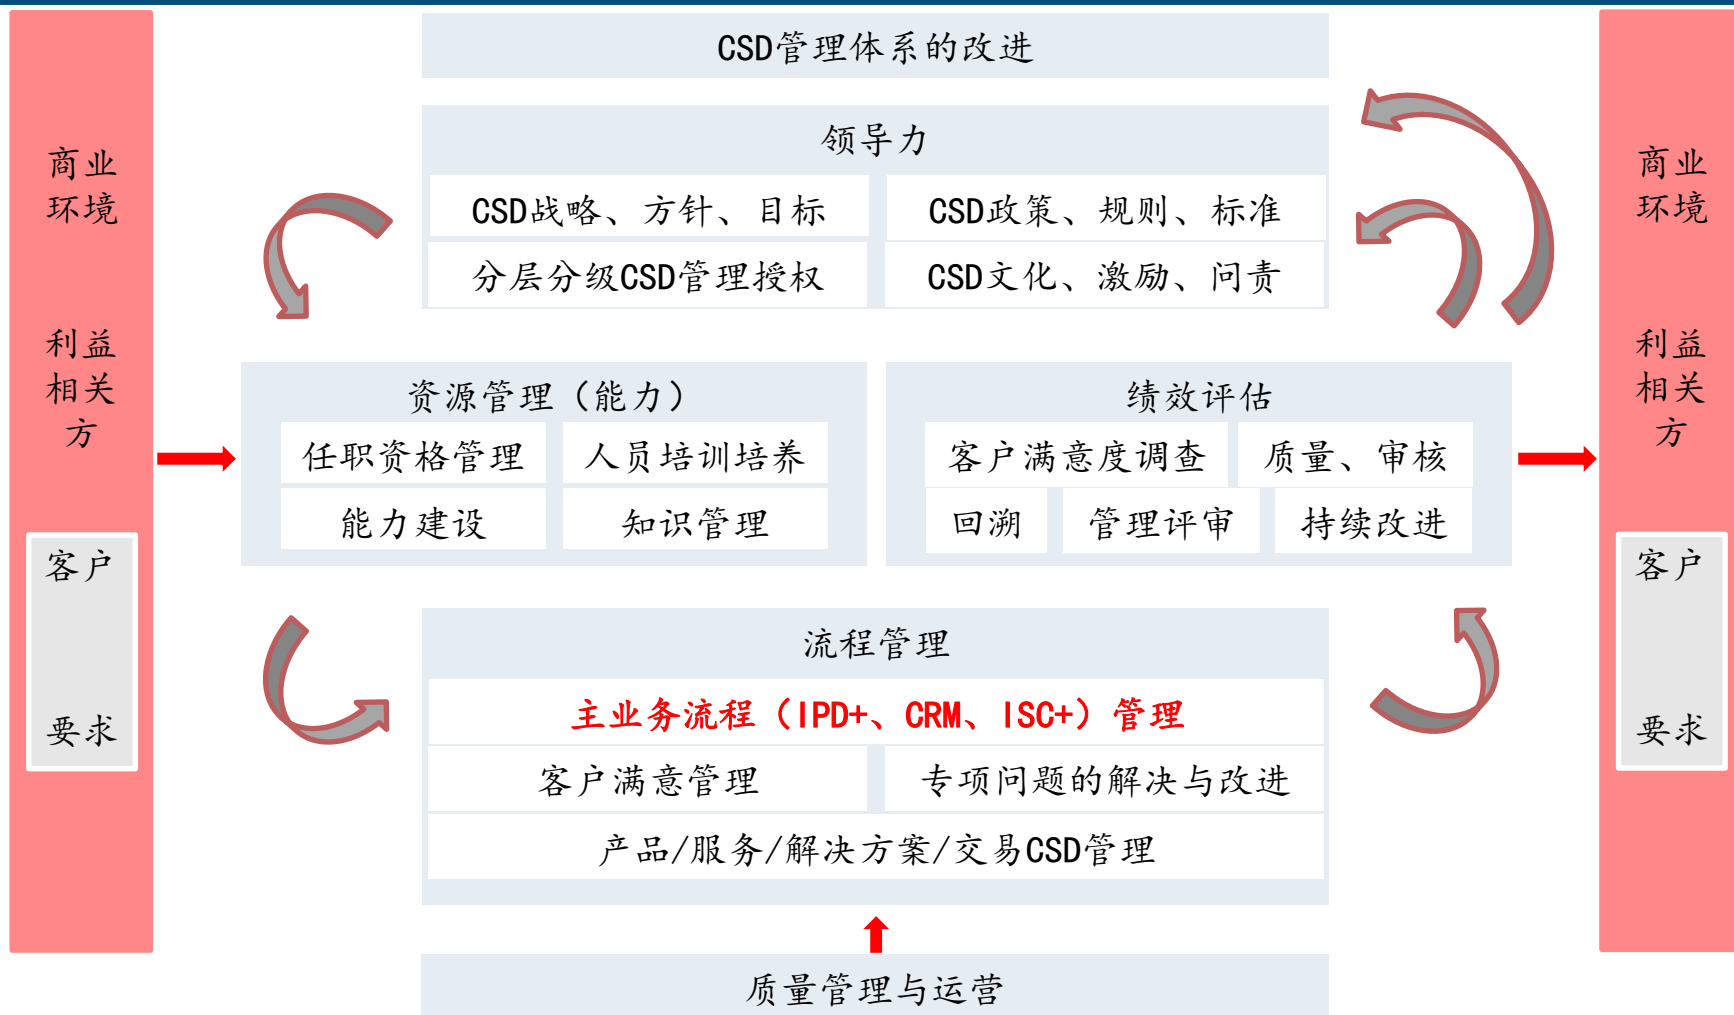 CSD管理体系的改进
商业
环境
利益
相关
方
客户
要求
领导力
CSD战略、方针、目标
CSD政策、规则、标准
分层分级CSD管理授权
CSD文化、激励、问责
资源管理（能力）
任职资格管理
人员培训培养
能力建设
知识管理
绩效评估
客户满意度调查
质量、审核
回溯
管理评审
持续改进
流程管理
主业务流程（IPD+、CRM、ISC+）管理
客户满意管理
专项问题的解决与改进
产品/服务/解决方案/交易CSD管理
质量管理与运营
商业
环境
利益
相关
方
客户
要求